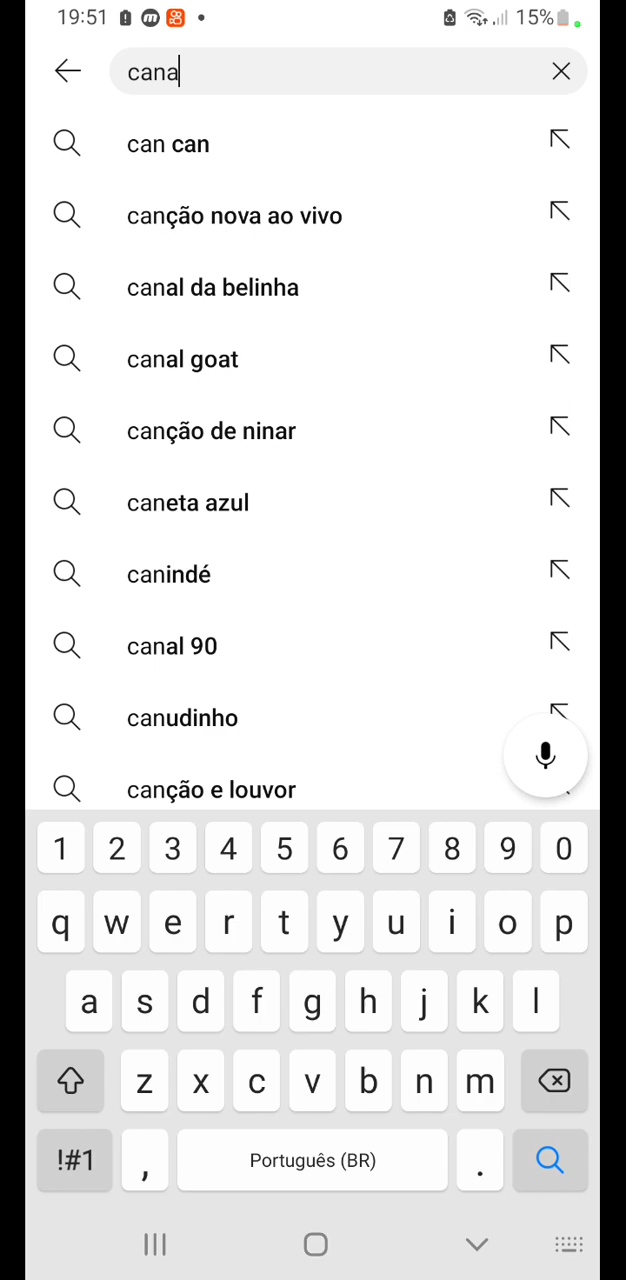 19:51 15%
cana
can can
canção nova ao vivo
canal da belinha
canal goat
canção de ninar
caneta azul
canindé
canal 90
canudinho
canção e louvor
1 2 3 4 5 6 7 8 9 0
q w e r t y u i o p
a s d f g h j k l
z x c v b n m
!#1 , Português (BR) .